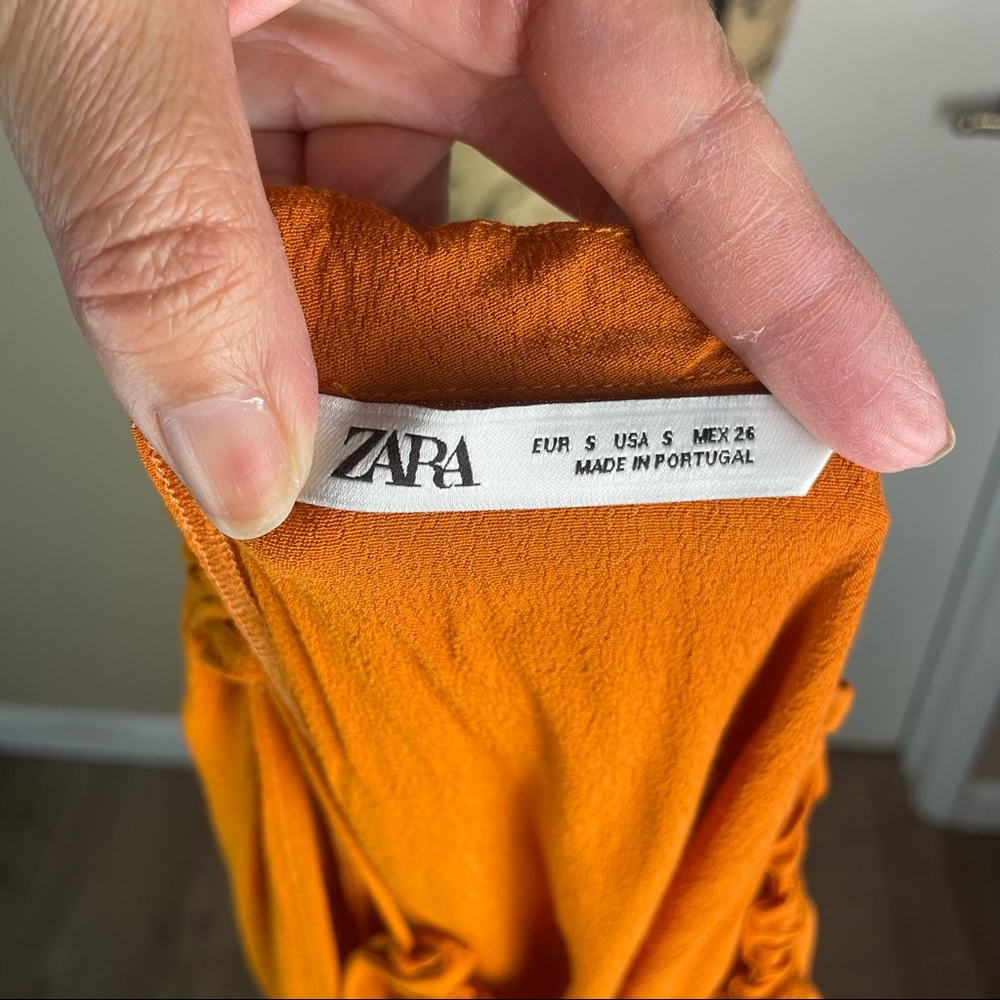 ZARA
EUR S USA S MEX 26
MADE IN PORTUGAL